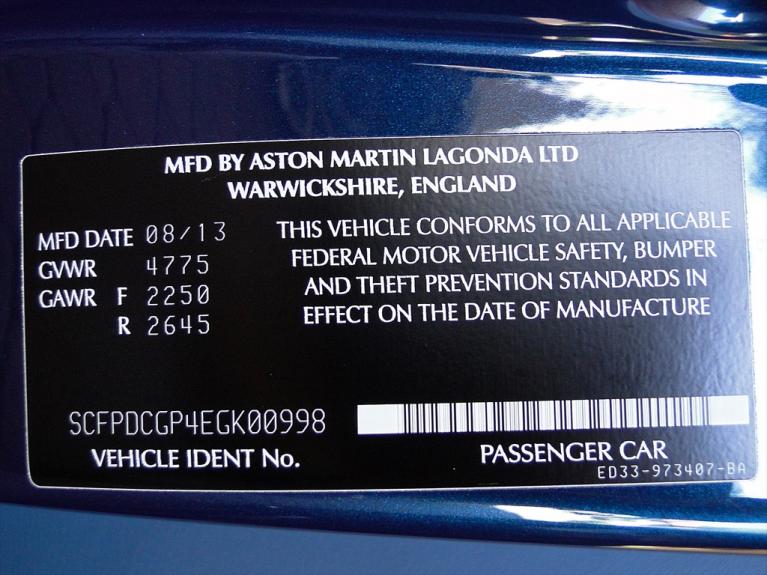 MFD BY ASTON MARTIN LAGONDA LTD
WARWICKSHIRE, ENGLAND
MFD DATE 08/13
GVWR 4775
GAWR F 2250
R 2645
THIS VEHICLE CONFORMS TO ALL APPLICABLE
FEDERAL MOTOR VEHICLE SAFETY, BUMPER
AND THEFT PREVENTION STANDARDS IN
EFFECT ON THE DATE OF MANUFACTURE
SCFPDCGP4EGK00998
VEHICLE IDENT No.
PASSENGER CAR
ED33-973407-BA